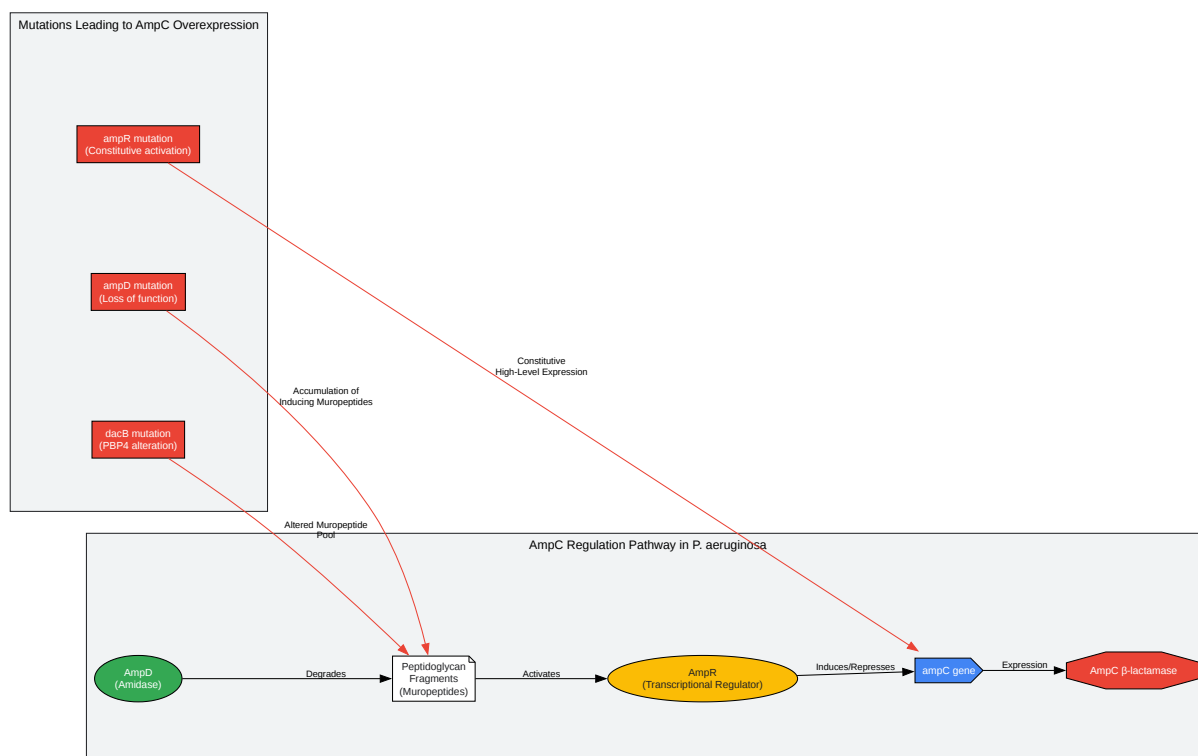 Mutations Leading to AmpC Overexpression
ampR mutation
(Constitutive activation)
ampD mutation
(Loss of function)
Constitutive
High-Level Expression
Accumulation of
Inducing Muropeptides
dacB mutation
(PBP4 alteration)
Altered Muropeptide
Pool
AmpC Regulation Pathway in P. aeruginosa
AmpD
(Amidase)
Degrades
Peptidoglycan
Fragments
(Muropeptides)
Activates
AmpR
(Transcriptional Regulator)
Induces/Represses
ampC gene
Expression
AmpC β-lactamase